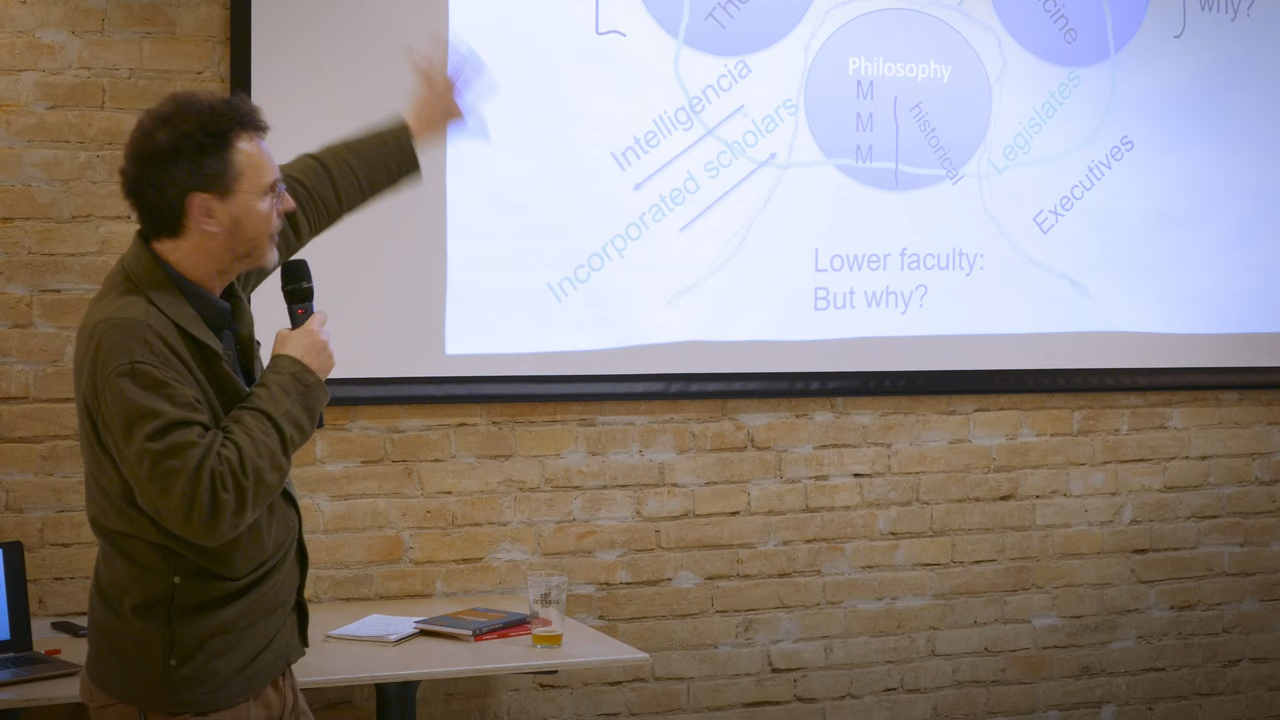 why?
Philosophy
M
M
M
historical
Intelligencia
Incorporated scholars
Legislates
Executives
Lower faculty:
But why?